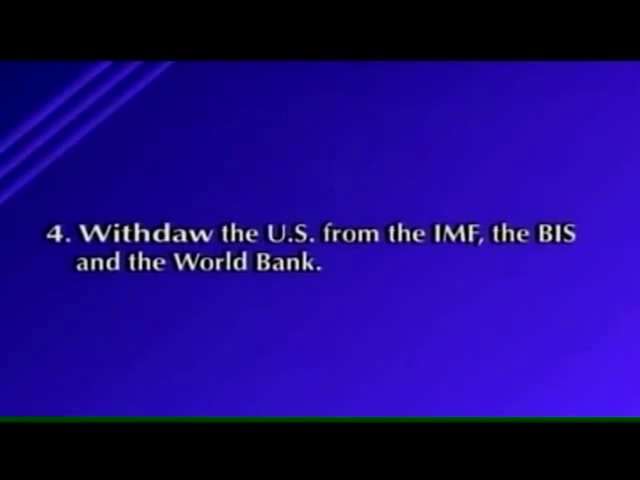 4. Withdaw the U.S. from the IMF, the BIS
and the World Bank.